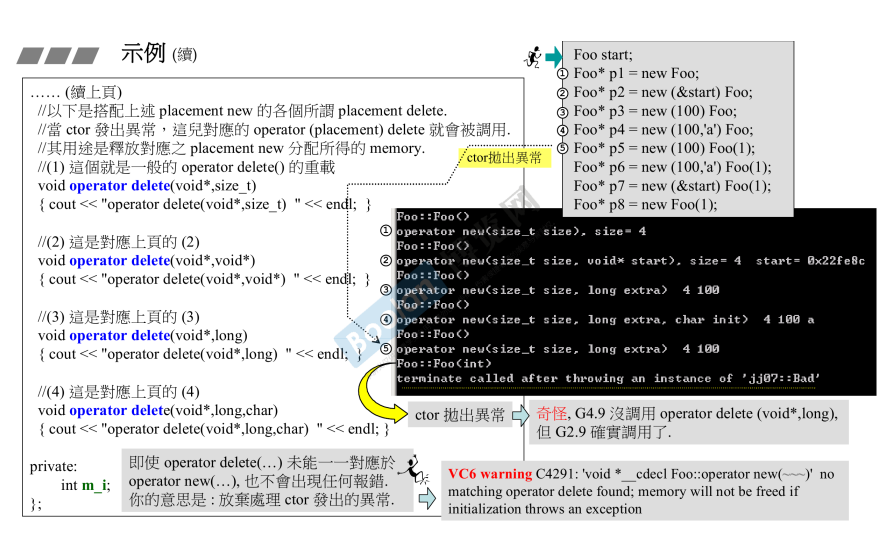 示例 (續)
…… (續上頁)
//以下是搭配上述 placement new 的各個所謂 placement delete.
//當 ctor 發出異常，這兒對應的 operator (placement) delete 就會被調用.
//其用途是釋放對應之 placement new 分配所得的 memory.
//(1) 這個就是一般的 operator delete() 的重載
void operator delete(void*,size_t)
{ cout << "operator delete(void*,size_t)  " << endl;  }
//(2) 這是對應上頁的 (2)
void operator delete(void*,void*)
{ cout << "operator delete(void*,void*)  " << endl;  }
//(3) 這是對應上頁的 (3)
void operator delete(void*,long)
{ cout << "operator delete(void*,long)  " << endl;  }
//(4) 這是對應上頁的 (4)
void operator delete(void*,long,char)
{ cout << "operator delete(void*,long,char)  " << endl; }
private:
int m_i;
};
Foo start;
① Foo* p1 = new Foo;
② Foo* p2 = new (&start) Foo;
③ Foo* p3 = new (100) Foo;
④ Foo* p4 = new (100,'a') Foo;
⑤ Foo* p5 = new (100) Foo(1);
Foo* p6 = new (100,'a') Foo(1);
Foo* p7 = new (&start) Foo(1);
Foo* p8 = new Foo(1);
ctor拋出異常
Foo::Foo()
① operator new(size_t size), size= 4
Foo::Foo()
② operator new(size_t size, void* start), size= 4  start= 0x22fe8c
Foo::Foo()
③ operator new(size_t size, long extra)  4 100
Foo::Foo()
④ operator new(size_t size, long extra, char init)  4 100 a
Foo::Foo()
⑤ operator new(size_t size, long extra)  4 100
Foo::Foo(int)
terminate called after throwing an instance of 'jj07::Bad'
ctor 拋出異常
奇怪, G4.9 沒調用 operator delete (void*,long),
但 G2.9 確實調用了.
即使 operator delete(…) 未能一一對應於
operator new(…), 也不會出現任何報錯.
你的意思是 : 放棄處理 ctor 發出的異常.
VC6 warning C4291: 'void *__cdecl Foo::operator new(~~~)'  no
matching operator delete found; memory will not be freed if
initialization throws an exception